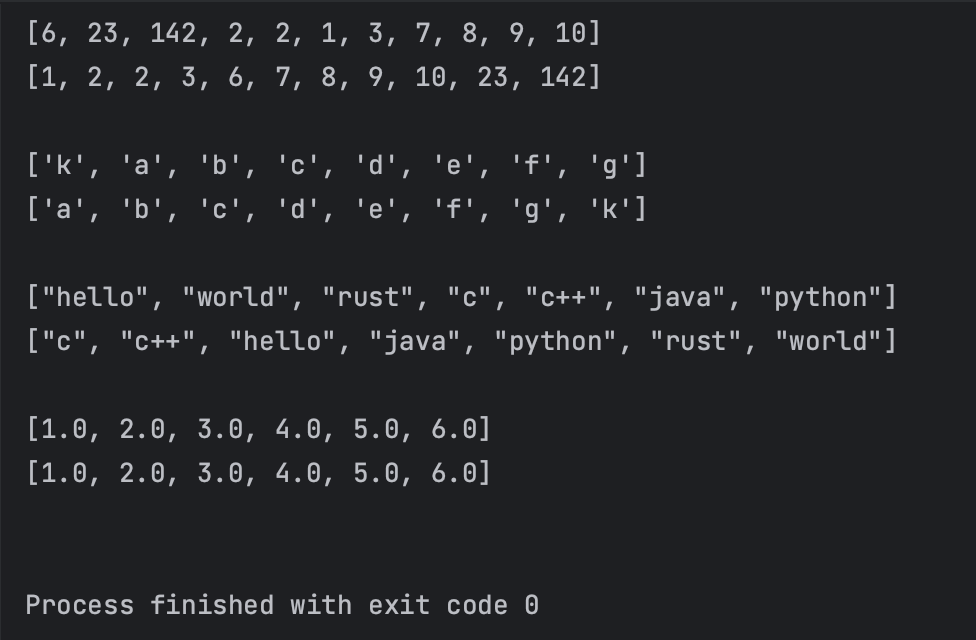 [6, 23, 142, 2, 2, 1, 3, 7, 8, 9, 10]
[1, 2, 2, 3, 6, 7, 8, 9, 10, 23, 142]
['k', 'a', 'b', 'c', 'd', 'e', 'f', 'g']
['a', 'b', 'c', 'd', 'e', 'f', 'g', 'k']
["hello", "world", "rust", "c", "c++", "java", "python"]
["c", "c++", "hello", "java", "python", "rust", "world"]
[1.0, 2.0, 3.0, 4.0, 5.0, 6.0]
[1.0, 2.0, 3.0, 4.0, 5.0, 6.0]
Process finished with exit code 0